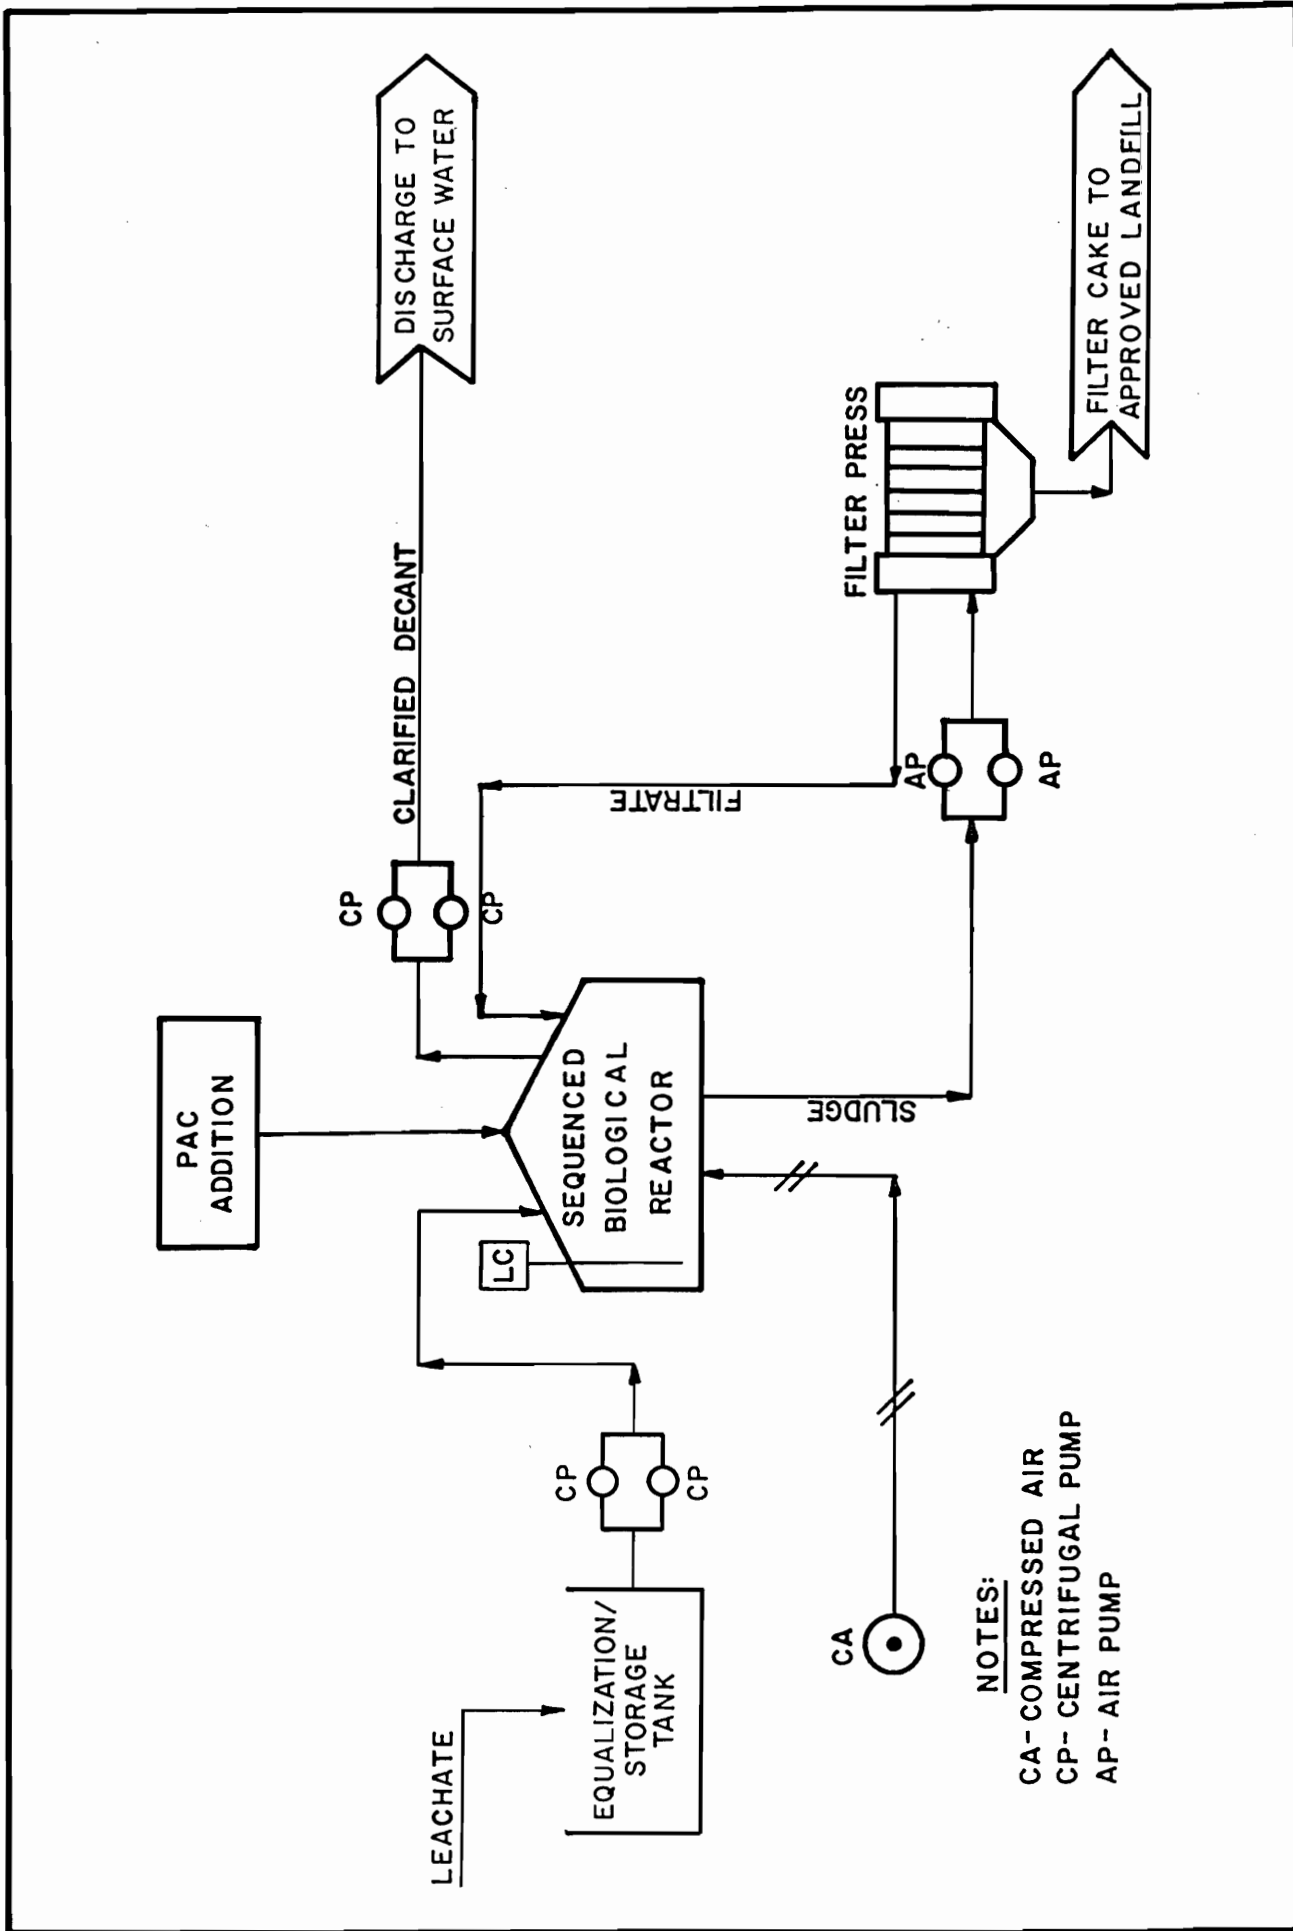 LEACHATE
EQUALIZATION/
STORAGE
TANK
CP
CP
PAC
ADDITION
LC
SEQUENCED
BIOLOGICAL
REACTOR
CP
CP
CLARIFIED DECANT
DISCHARGE TO
SURFACE WATER
FILTRATE
SLUDGE
AP
AP
FILTER PRESS
FILTER CAKE TO
APPROVED LANDFILL
CA
NOTES:
CA-COMPRESSED AIR
CP-CENTRIFUGAL PUMP
AP-AIR PUMP